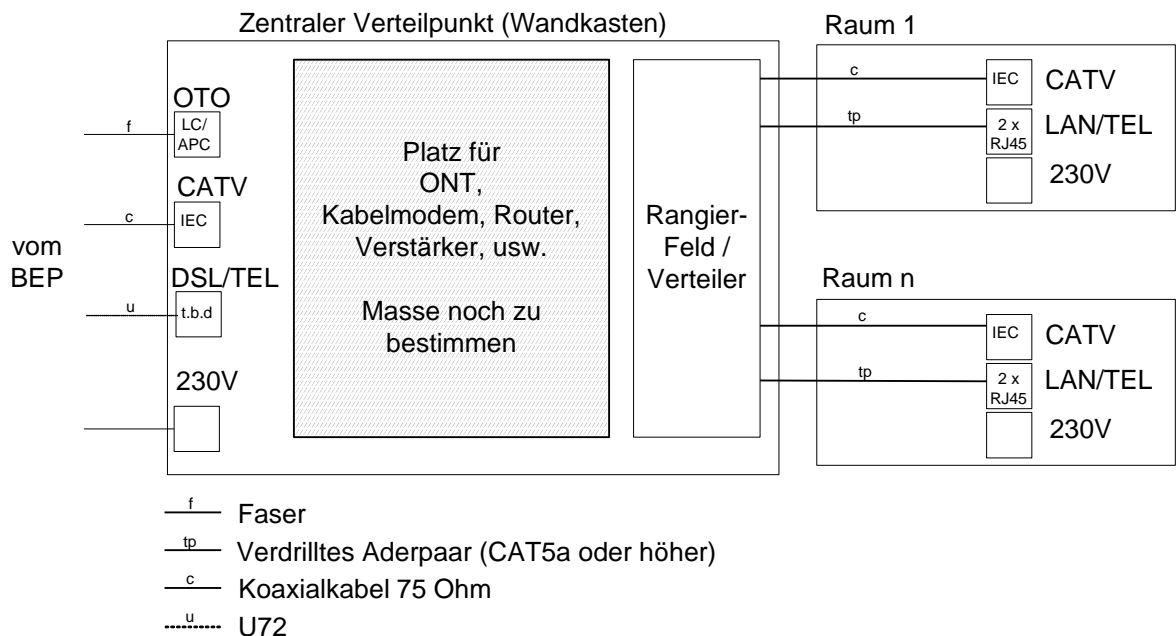 Zentraler Verteilpunkt (Wandkasten)
vom
BEP
f
c
u
OTO
LC/
APC
CATV
IEC
DSL/TEL
t.b.d
230V
Platz für
ONT,
Kabelmodem, Router,
Verstärker, usw.
Masse noch zu
bestimmen
Rangier-
Feld /
Verteiler
Raum 1
c
IEC
CATV
tp
2 x
RJ45
LAN/TEL
230V
Raum n
c
IEC
CATV
tp
2 x
RJ45
LAN/TEL
230V
f Faser
tp Verdrilltes Aderpaar (CAT5a oder höher)
c Koaxialkabel 75 Ohm
u U72